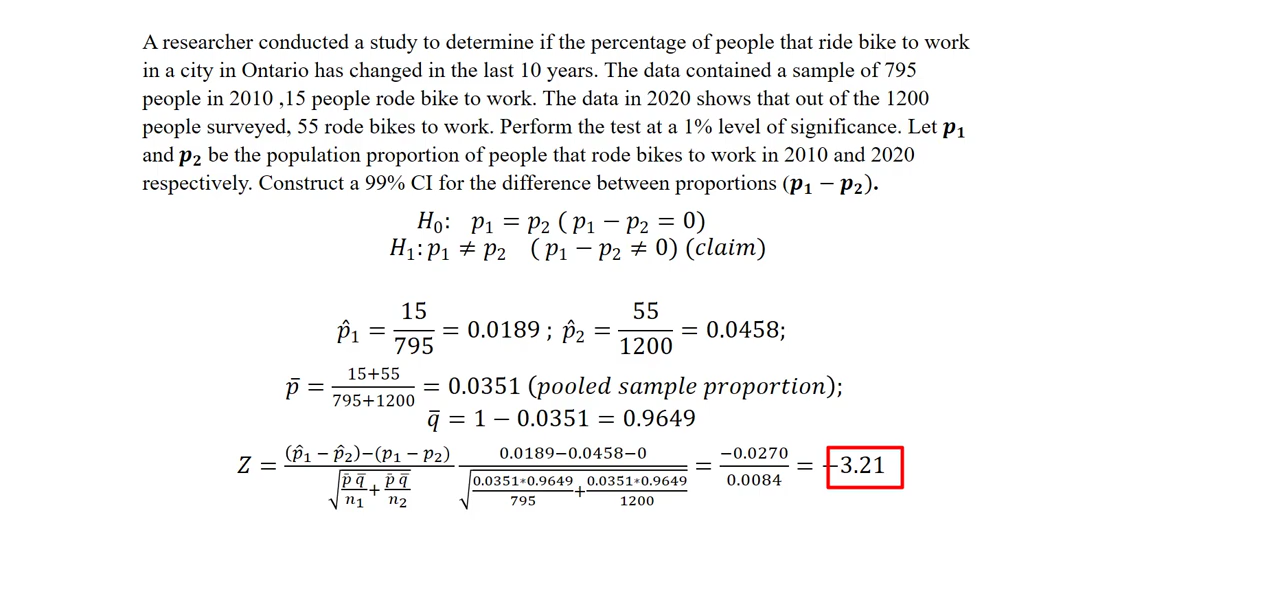 A researcher conducted a study to determine if the percentage of people that ride bike to work
in a city in Ontario has changed in the last 10 years. The data contained a sample of 795
people in 2010 ,15 people rode bike to work. The data in 2020 shows that out of the 1200
people surveyed, 55 rode bikes to work. Perform the test at a 1% level of significance. Let p₁
and p₂ be the population proportion of people that rode bikes to work in 2010 and 2020
respectively. Construct a 99% CI for the difference between proportions (p₁ − p₂).
H₀: p₁ = p₂ ( p₁ − p₂ = 0)
H₁: p₁ ≠ p₂ ( p₁ − p₂ ≠ 0) (claim)
p̂₁ = 15/795 = 0.0189 ; p̂₂ = 55/1200 = 0.0458;
p̄ = 15+55/795+1200 = 0.0351 (pooled sample proportion);
q̄ = 1 − 0.0351 = 0.9649
Z = (p̂₁ − p̂₂)−(p₁ − p₂)/√(p̄ q̄/n₁ + p̄ q̄/n₂) 0.0189−0.0458−0/√(0.0351*0.9649/795 + 0.0351*0.9649/1200) = −0.0270/0.0084 = −3.21